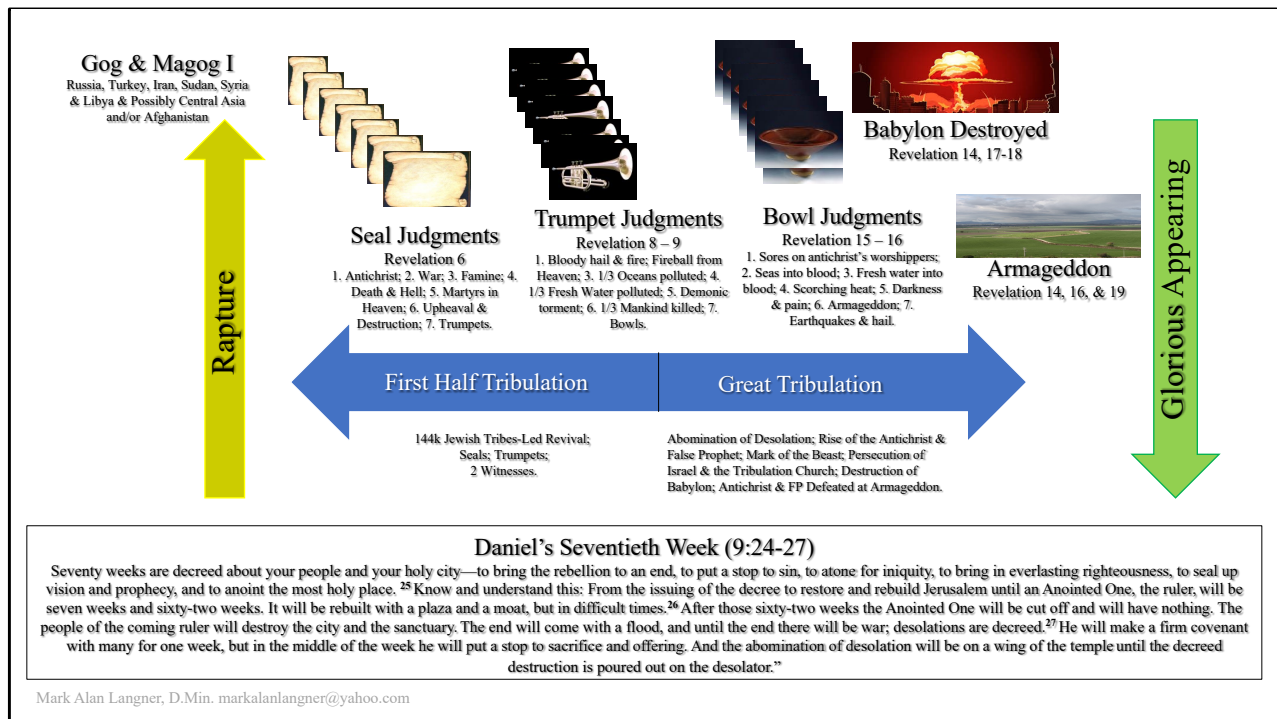 Gog & Magog I
Russia, Turkey, Iran, Sudan, Syria
& Libya & Possibly Central Asia
and/or Afghanistan
Rapture
Seal Judgments
Revelation 6
1. Antichrist; 2. War; 3. Famine; 4.
Death & Hell; 5. Martyrs in
Heaven; 6. Upheaval &
Destruction; 7. Trumpets.
Trumpet Judgments
Revelation 8 – 9
1. Bloody hail & fire; Fireball from
Heaven; 3. 1/3 Oceans polluted; 4.
1/3 Fresh Water polluted; 5. Demonic
torment; 6. 1/3 Mankind killed; 7.
Bowls.
Bowl Judgments
Revelation 15 – 16
1. Sores on antichrist's worshippers;
2. Seas into blood; 3. Fresh water into
blood; 4. Scorching heat; 5. Darkness
& pain; 6. Armageddon; 7.
Earthquakes & hail.
Babylon Destroyed
Revelation 14, 17-18
Armageddon
Revelation 14, 16, & 19
Glorious Appearing
First Half Tribulation
Great Tribulation
144k Jewish Tribes-Led Revival;
Seals; Trumpets;
2 Witnesses.
Abomination of Desolation; Rise of the Antichrist &
False Prophet; Mark of the Beast; Persecution of
Israel & the Tribulation Church; Destruction of
Babylon; Antichrist & FP Defeated at Armageddon.
Daniel's Seventieth Week (9:24-27)
Seventy weeks are decreed about your people and your holy city—to bring the rebellion to an end, to put a stop to sin, to atone for iniquity, to bring in everlasting righteousness, to seal up
vision and prophecy, and to anoint the most holy place. 25 Know and understand this: From the issuing of the decree to restore and rebuild Jerusalem until an Anointed One, the ruler, will be
seven weeks and sixty-two weeks. It will be rebuilt with a plaza and a moat, but in difficult times.26 After those sixty-two weeks the Anointed One will be cut off and will have nothing. The
people of the coming ruler will destroy the city and the sanctuary. The end will come with a flood, and until the end there will be war; desolations are decreed.27 He will make a firm covenant
with many for one week, but in the middle of the week he will put a stop to sacrifice and offering. And the abomination of desolation will be on a wing of the temple until the decreed
destruction is poured out on the desolator."
Mark Alan Langner, D.Min. markalanlangner@yahoo.com